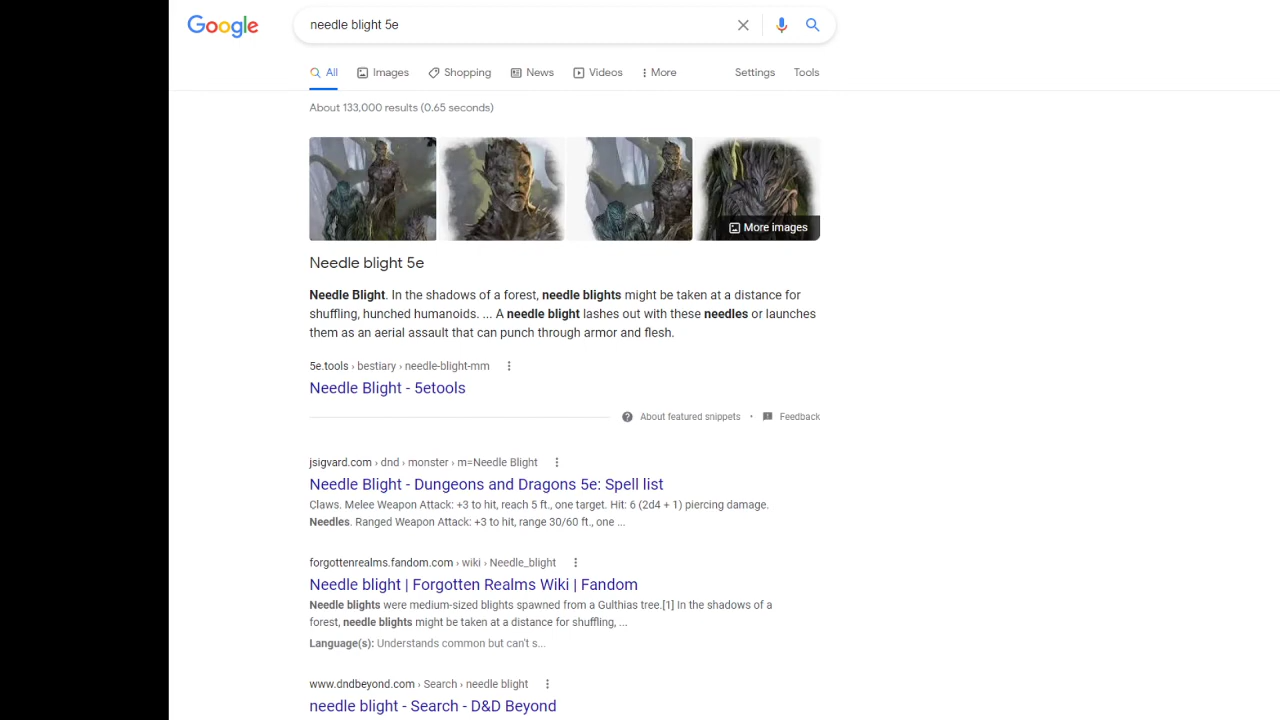 Google
needle blight 5e
All Images Shopping News Videos More Settings Tools
About 133,000 results (0.65 seconds)
More images
Needle blight 5e
Needle Blight. In the shadows of a forest, needle blights might be taken at a distance for
shuffling, hunched humanoids. ... A needle blight lashes out with these needles or launches
them as an aerial assault that can punch through armor and flesh.
5e.tools › bestiary › needle-blight-mm
Needle Blight - 5etools
About featured snippets • Feedback
jsigvard.com › dnd › monster › m=Needle Blight
Needle Blight - Dungeons and Dragons 5e: Spell list
Claws. Melee Weapon Attack: +3 to hit, reach 5 ft., one target. Hit: 6 (2d4 + 1) piercing damage.
Needles. Ranged Weapon Attack: +3 to hit, range 30/60 ft., one ...
forgottenrealms.fandom.com › wiki › Needle_blight
Needle blight | Forgotten Realms Wiki | Fandom
Needle blights were medium-sized blights spawned from a Gulthias tree.[1] In the shadows of a
forest, needle blights might be taken at a distance for shuffling, ...
Language(s): Understands common but can't s...
www.dndbeyond.com › Search › needle blight
needle blight - Search - D&D Beyond